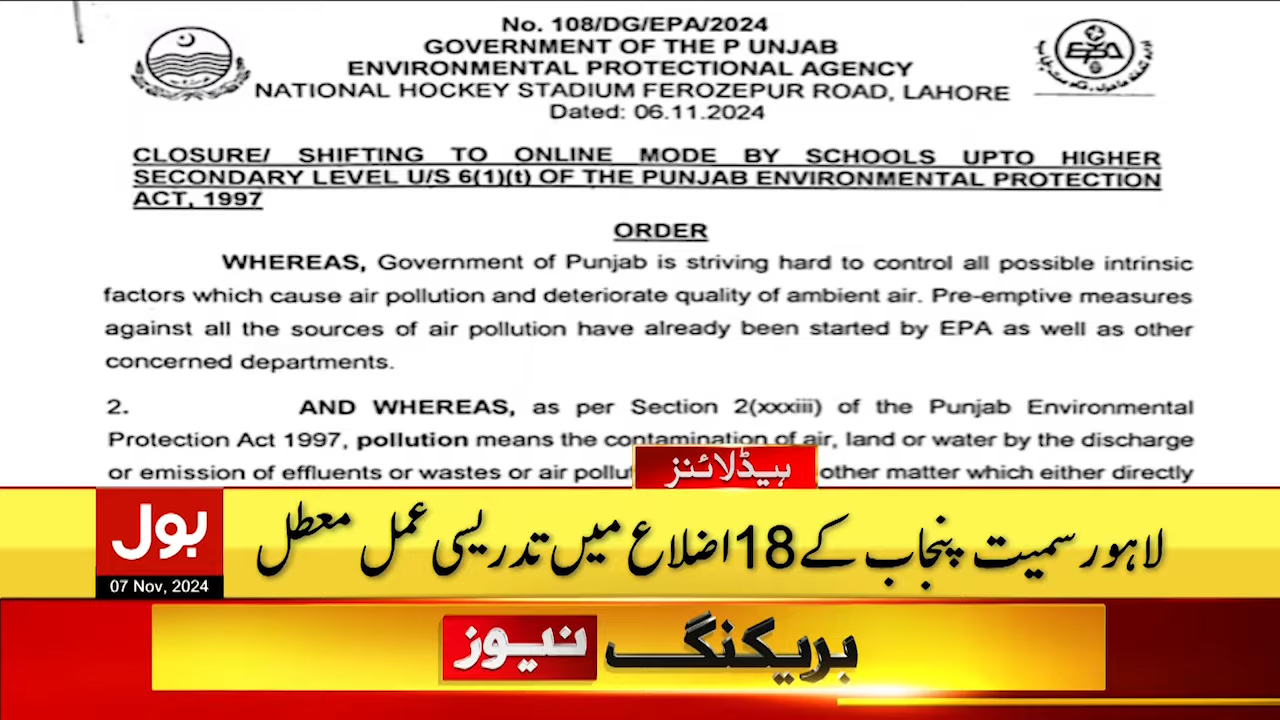 No. 108/DG/EPA/2024
GOVERNMENT OF THE P UNJAB
ENVIRONMENTAL PROTECTIONAL AGENCY
NATIONAL HOCKEY STADIUM FEROZEPUR ROAD, LAHORE
Dated: 06.11.2024
EPA
CLOSURE/ SHIFTING TO ONLINE MODE BY SCHOOLS UPTO HIGHER
SECONDARY LEVEL U/S 6(1)(t) OF THE PUNJAB ENVIRONMENTAL PROTECTION
ACT, 1997
ORDER
WHEREAS, Government of Punjab is striving hard to control all possible intrinsic
factors which cause air pollution and deteriorate quality of ambient air. Pre-emptive measures
against all the sources of air pollution have already been started by EPA as well as other
concerned departments.
2. AND WHEREAS, as per Section 2(xxxiii) of the Punjab Environmental
Protection Act 1997, pollution means the contamination of air, land or water by the discharge
or emission of effluents or wastes or air pollu other matter which either directly
ہیڈلائنز
لاہور سمیت پنجاب کے 18 اضلاع میں تدریسی عمل معطل
بول
07 Nov, 2024
بریکنگ نیوز